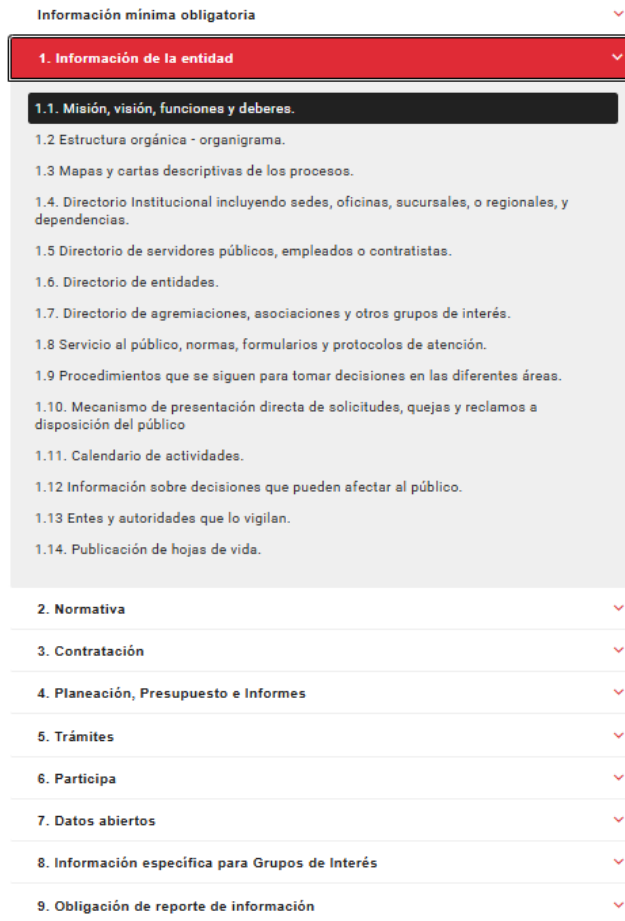 Información mínima obligatoria
1. Información de la entidad
1.1. Misión, visión, funciones y deberes.
1.2 Estructura orgánica - organigrama.
1.3 Mapas y cartas descriptivas de los procesos.
1.4. Directorio Institucional incluyendo sedes, oficinas, sucursales, o regionales, y
dependencias.
1.5 Directorio de servidores públicos, empleados o contratistas.
1.6. Directorio de entidades.
1.7. Directorio de agremiaciones, asociaciones y otros grupos de interés.
1.8 Servicio al público, normas, formularios y protocolos de atención.
1.9 Procedimientos que se siguen para tomar decisiones en las diferentes áreas.
1.10. Mecanismo de presentación directa de solicitudes, quejas y reclamos a
disposición del público
1.11. Calendario de actividades.
1.12 Información sobre decisiones que pueden afectar al público.
1.13 Entes y autoridades que lo vigilan.
1.14. Publicación de hojas de vida.
2. Normativa
3. Contratación
4. Planeación, Presupuesto e Informes
5. Trámites
6. Participa
7. Datos abiertos
8. Información específica para Grupos de Interés
9. Obligación de reporte de información